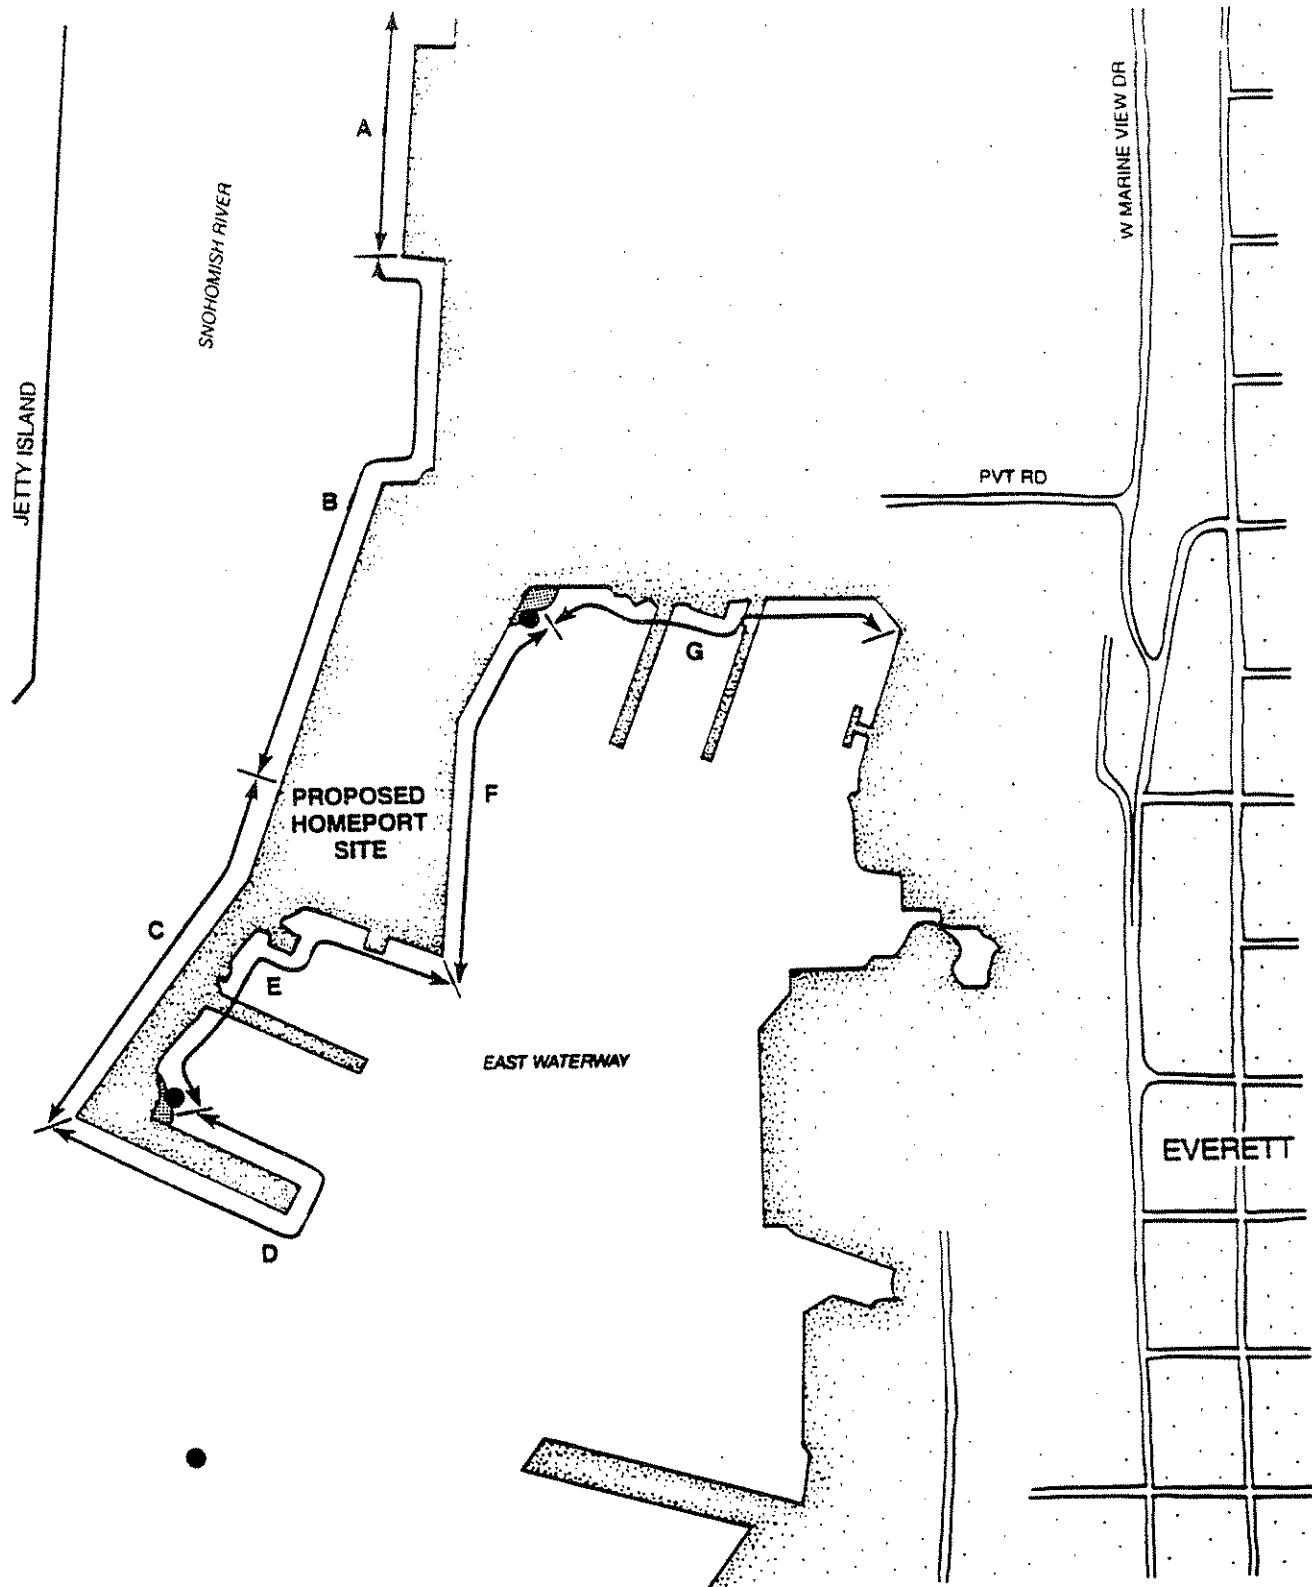 A
W MARINE VIEW DR
SNOHOMISH RIVER
JETTY ISLAND
B
PVT RD
G
F
PROPOSED
HOMEPORT
SITE
C
E
EAST WATERWAY
EVERETT
D